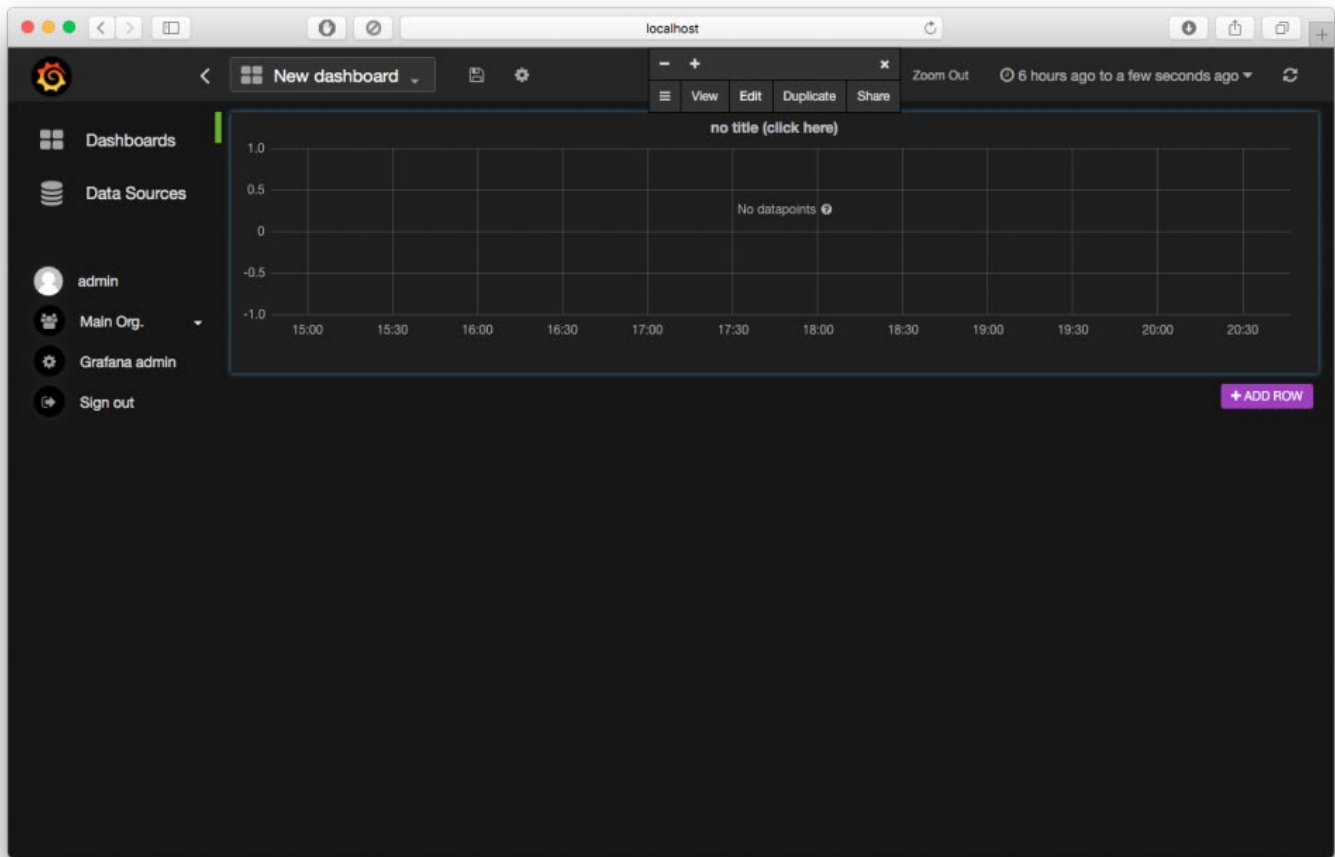 localhost
New dashboard
Zoom Out
6 hours ago to a few seconds ago
View Edit Duplicate Share
Dashboards
Data Sources
admin
Main Org.
Grafana admin
Sign out
no title (click here)
1.0
0.5
0
-0.5
-1.0
No datapoints
15:00 15:30 16:00 16:30 17:00 17:30 18:00 18:30 19:00 19:30 20:00 20:30
+ ADD ROW